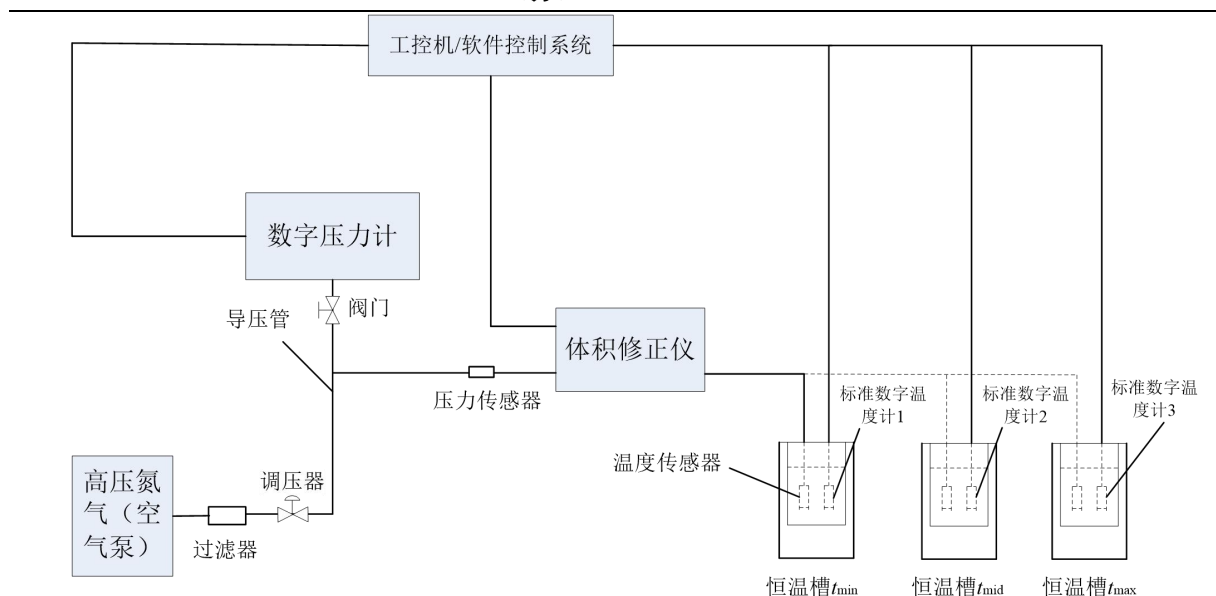 工控机/软件控制系统
数字压力计
阀门
导压管
体积修正仪
压力传感器
标准数字温
度计1
标准数字温
度计2
标准数字温
度计3
温度传感器
高压氮
气（空
气泵）
调压器
过滤器
恒温槽tmin
恒温槽tmid
恒温槽tmax